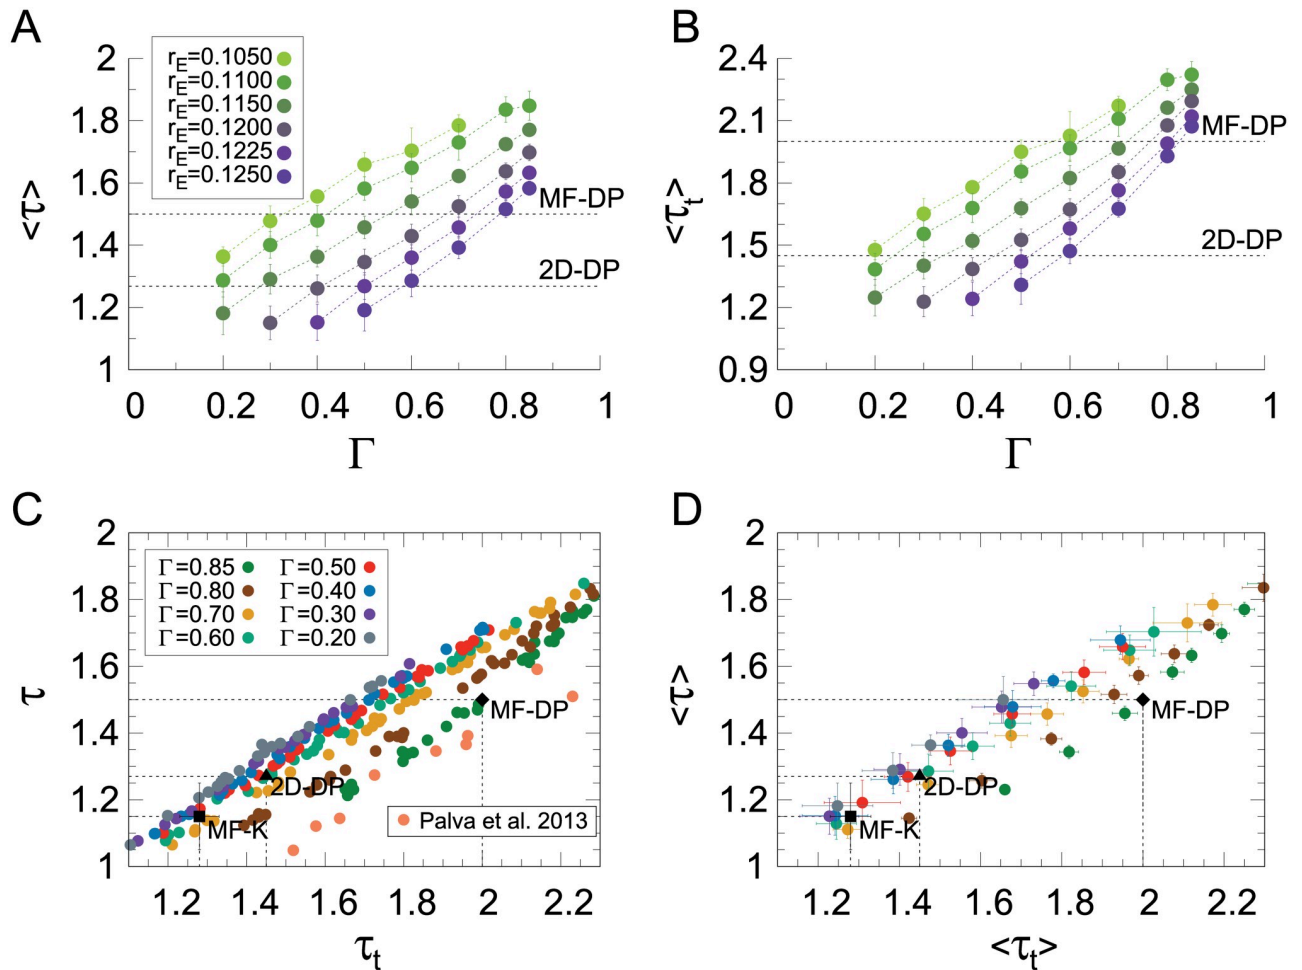 A
2
1.8
1.6
1.4
1.2
1
<τ>
r_E=0.1050
r_E=0.1100
r_E=0.1150
r_E=0.1200
r_E=0.1225
r_E=0.1250
MF-DP
2D-DP
0 0.2 0.4 0.6 0.8 1
Γ
B
2.4
2.1
1.8
1.5
1.2
0.9
<τ_t>
MF-DP
2D-DP
0 0.2 0.4 0.6 0.8 1
Γ
C
2
1.8
1.6
1.4
1.2
1
τ
Γ=0.85 Γ=0.50
Γ=0.80 Γ=0.40
Γ=0.70 Γ=0.30
Γ=0.60 Γ=0.20
MF-DP
2D-DP
MF-K
Palva et al. 2013
1.2 1.4 1.6 1.8 2 2.2
τ_t
D
2
1.8
1.6
1.4
1.2
1
<τ>
MF-DP
2D-DP
MF-K
1.2 1.4 1.6 1.8 2 2.2
<τ_t>